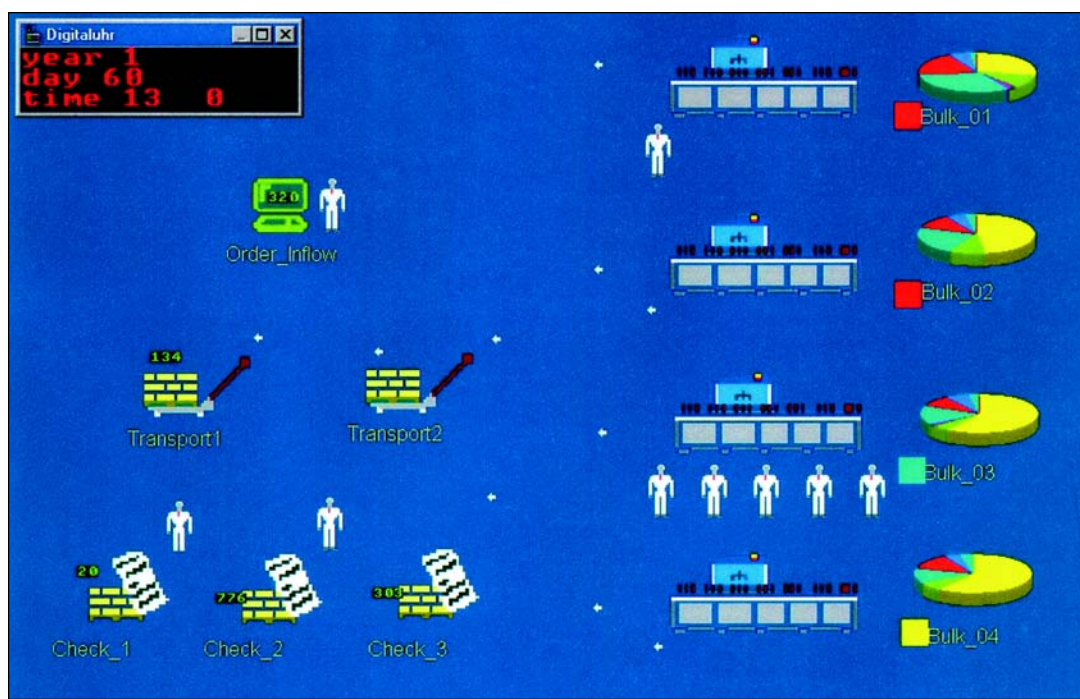 Digitaluhr
year 1
day 60
time 13 0
Bulk_01
320
Order_Inflow
Bulk_02
134
Transport1
Transport2
Bulk_03
20
776
303
Check_1
Check_2
Check_3
Bulk_04